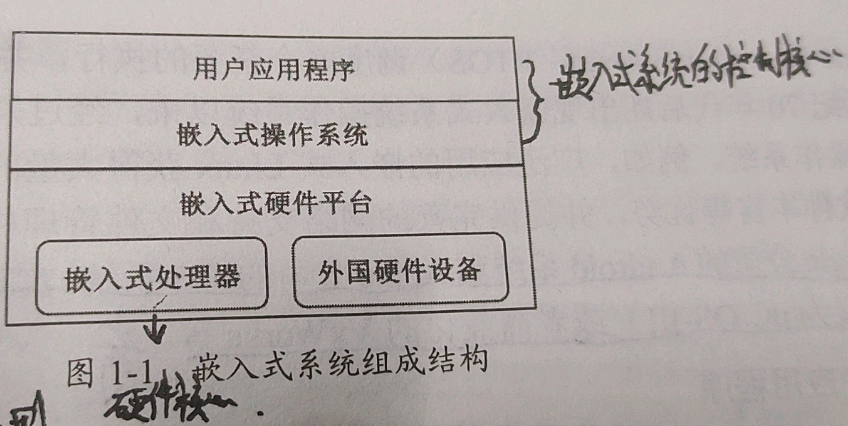 用户应用程序
嵌入式系统的控制核心
嵌入式操作系统
嵌入式硬件平台
嵌入式处理器
外国硬件设备
图 1-1 嵌入式系统组成结构
硬件核心.